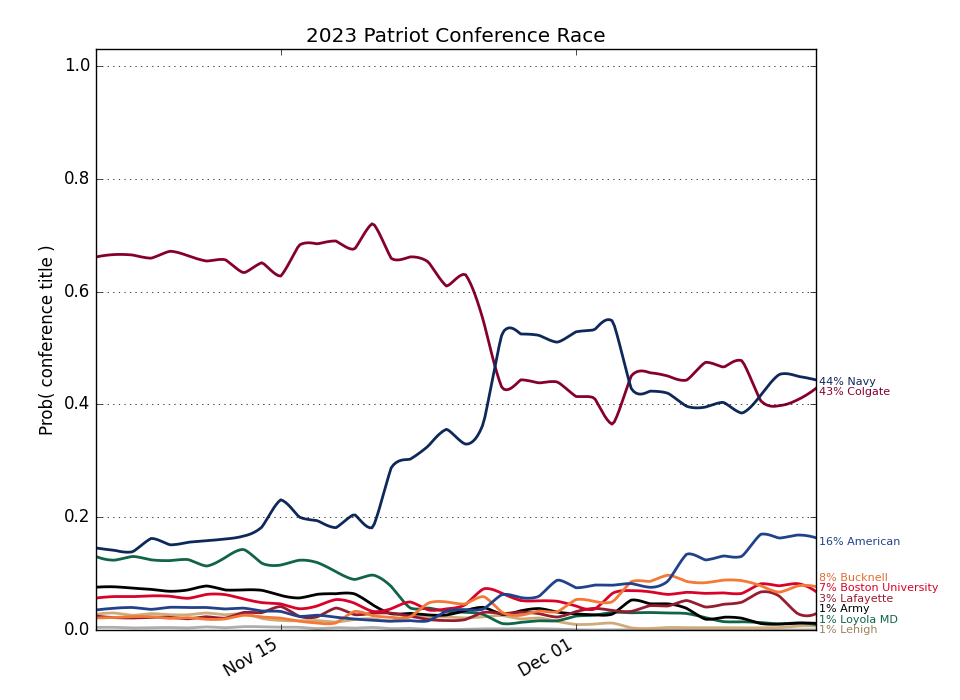 2023 Patriot Conference Race
Prob( conference title )
1.0
0.8
0.6
0.4
0.2
0.0
Nov 15
Dec 01
44% Navy
43% Colgate
16% American
8% Bucknell
7% Boston University
3% Lafayette
1% Army
1% Loyola MD
1% Lehigh